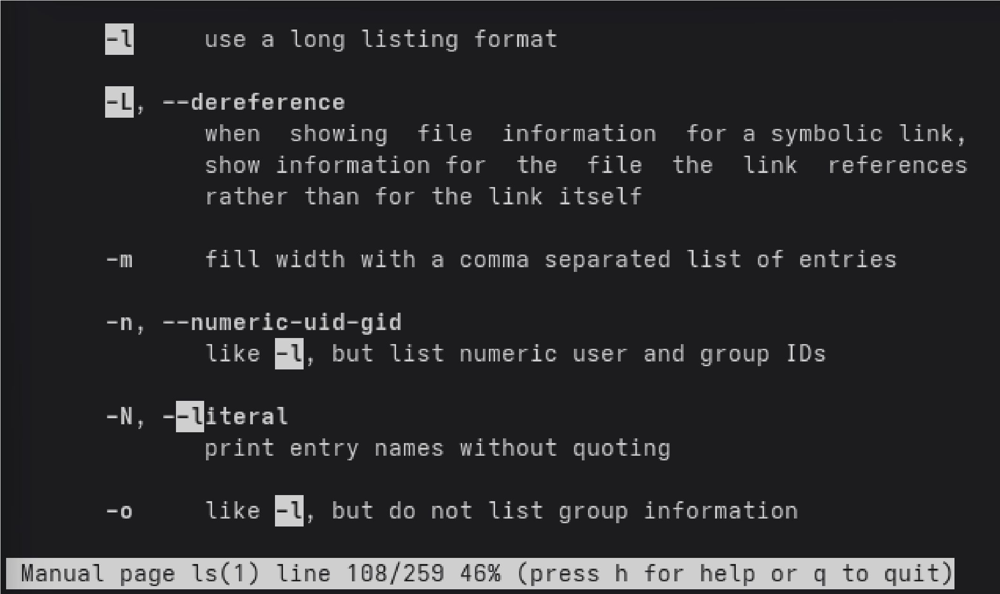 -l     use a long listing format
-L, --dereference
when  showing  file  information  for a symbolic link,
show information for  the  file  the  link  references
rather than for the link itself
-m     fill width with a comma separated list of entries
-n, --numeric-uid-gid
like -l, but list numeric user and group IDs
-N, --literal
print entry names without quoting
-o     like -l, but do not list group information
Manual page ls(1) line 108/259 46% (press h for help or q to quit)